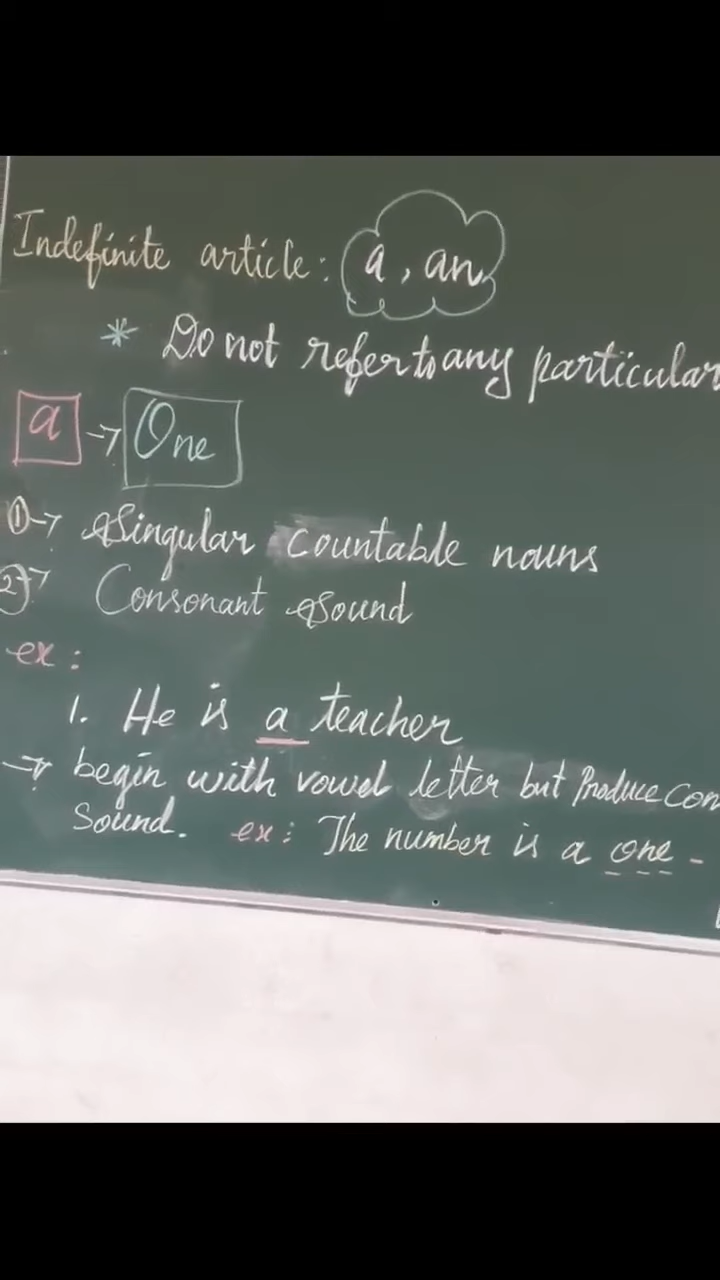 Indefinite article: a, an
* Do not refer to any particular
a → One
① → Singular countable nouns
② → Consonant Sound
ex:
1. He is a teacher
→ begin with vowel letter but Produce Con
Sound. ex: The number is a one -